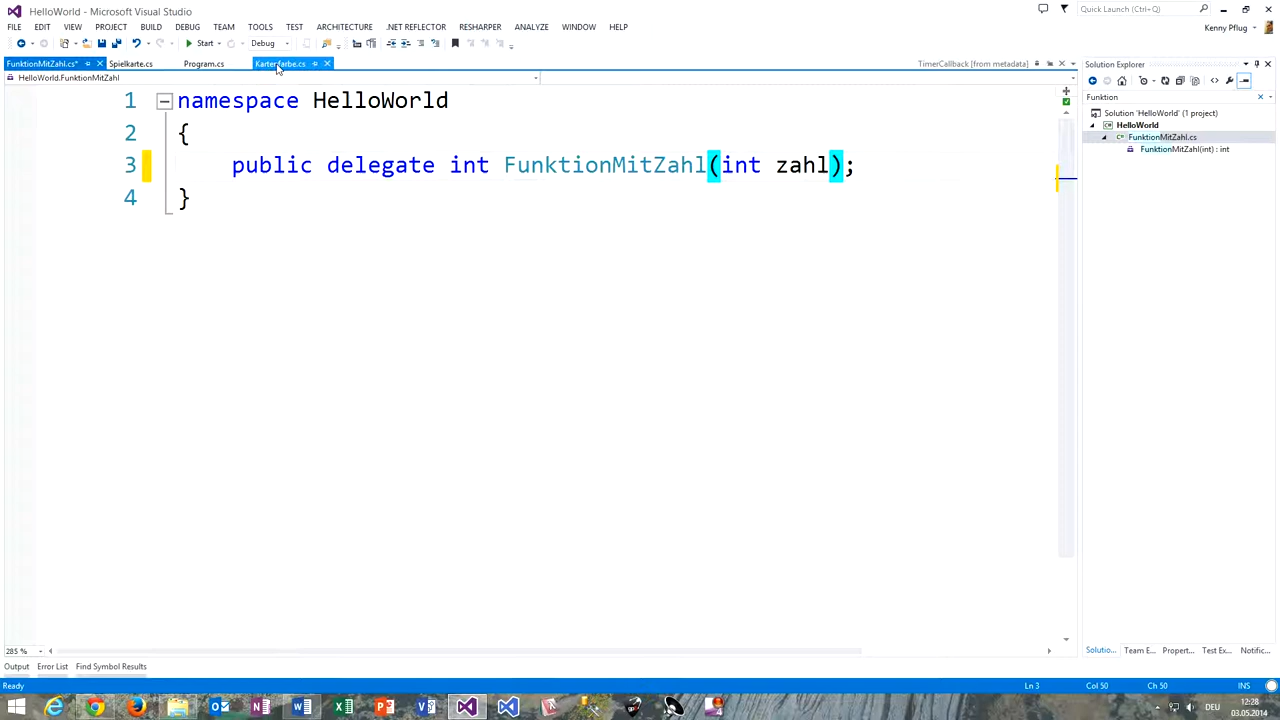 HelloWorld - Microsoft Visual Studio
Quick Launch (Ctrl+Q)
FILE EDIT VIEW PROJECT BUILD DEBUG TEAM TOOLS TEST ARCHITECTURE .NET REFLECTOR RESHARPER ANALYZE WINDOW HELP
Kenny Pflug
Start Debug
FunktionMitZahl.cs* Spielkarte.cs Program.cs Kartenfarbe.cs TimerCallback [from metadata]
Solution Explorer
HelloWorld.FunktionMitZahl
Funktion
1 namespace HelloWorld
2 {
3 public delegate int FunktionMitZahl(int zahl);
4 }
Solution 'HelloWorld' (1 project)
HelloWorld
FunktionMitZahl.cs
FunktionMitZahl(int) : int
285 %
Solutio... Team E... Propert... Test Ex... Notific...
Output Error List Find Symbol Results
Ready Ln 3 Col 50 Ch 50 INS
DEU
12:28
03.05.2014